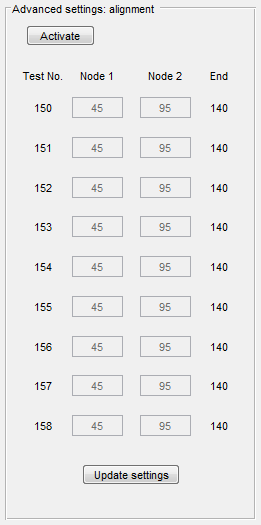 Advanced settings: alignment
Activate
Test No. Node 1 Node 2 End
150 45 95 140
151 45 95 140
152 45 95 140
153 45 95 140
154 45 95 140
155 45 95 140
156 45 95 140
157 45 95 140
158 45 95 140
Update settings